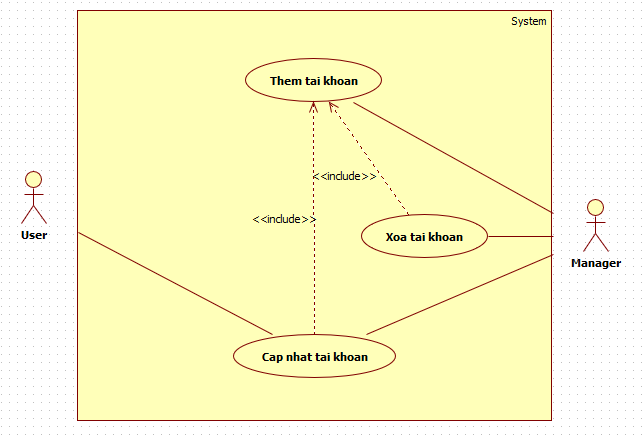 System
Them tai khoan
<<include>>
<<include>>
User
Xoa tai khoan
Manager
Cap nhat tai khoan